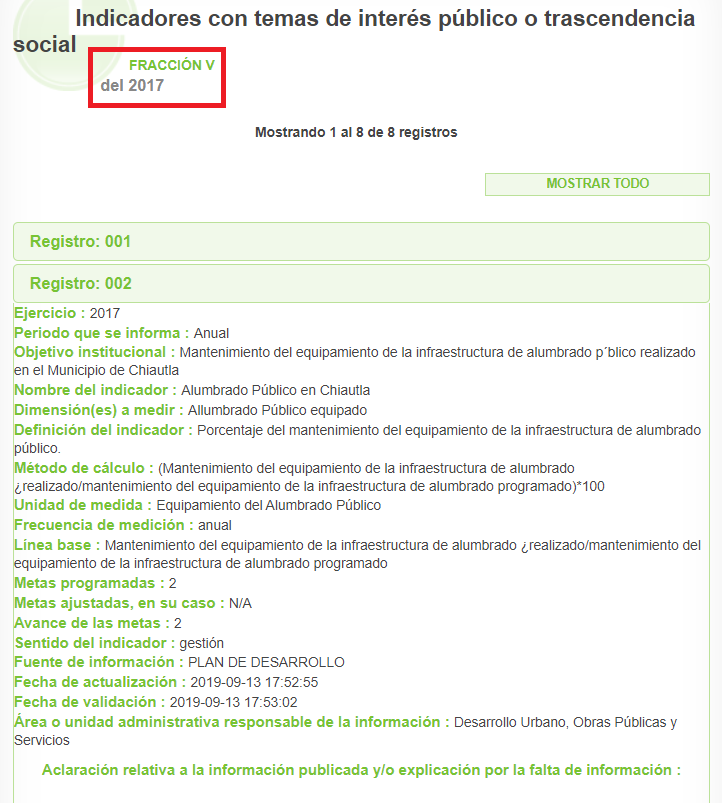 Indicadores con temas de interés público o trascendencia
social
FRACCIÓN V
del 2017
Mostrando 1 al 8 de 8 registros
MOSTRAR TODO
Registro: 001
Registro: 002
Ejercicio : 2017
Periodo que se informa : Anual
Objetivo institucional : Mantenimiento del equipamiento de la infraestructura de alumbrado p´blico realizado
en el Municipio de Chiautla
Nombre del indicador : Alumbrado Público en Chiautla
Dimensión(es) a medir : Allumbrado Público equipado
Definición del indicador : Porcentaje del mantenimiento del equipamiento de la infraestructura de alumbrado
público.
Método de cálculo : (Mantenimiento del equipamiento de la infraestructura de alumbrado
¿realizado/mantenimiento del equipamiento de la infraestructura de alumbrado programado)*100
Unidad de medida : Equipamiento del Alumbrado Público
Frecuencia de medición : anual
Línea base : Mantenimiento del equipamiento de la infraestructura de alumbrado ¿realizado/mantenimiento del
equipamiento de la infraestructura de alumbrado programado
Metas programadas : 2
Metas ajustadas, en su caso : N/A
Avance de las metas : 2
Sentido del indicador : gestión
Fuente de información : PLAN DE DESARROLLO
Fecha de actualización : 2019-09-13 17:52:55
Fecha de validación : 2019-09-13 17:53:02
Área o unidad administrativa responsable de la información : Desarrollo Urbano, Obras Públicas y
Servicios
Aclaración relativa a la información publicada y/o explicación por la falta de información :